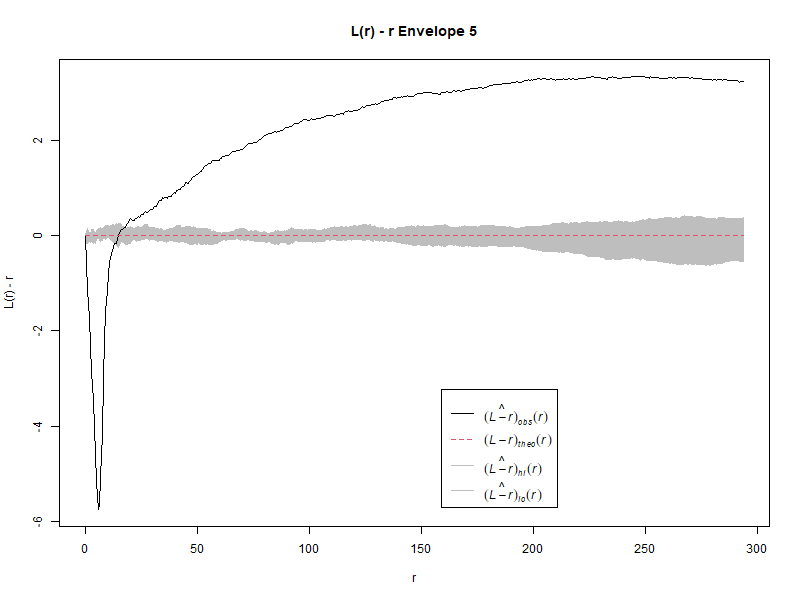 L(r) - r Envelope 5
L(r) - r
2
0
-2
-4
-6
(L̂−r)obs(r)
(L−r)theo(r)
(L̂−r)hi(r)
(L̂−r)lo(r)
0 50 100 150 200 250 300
r